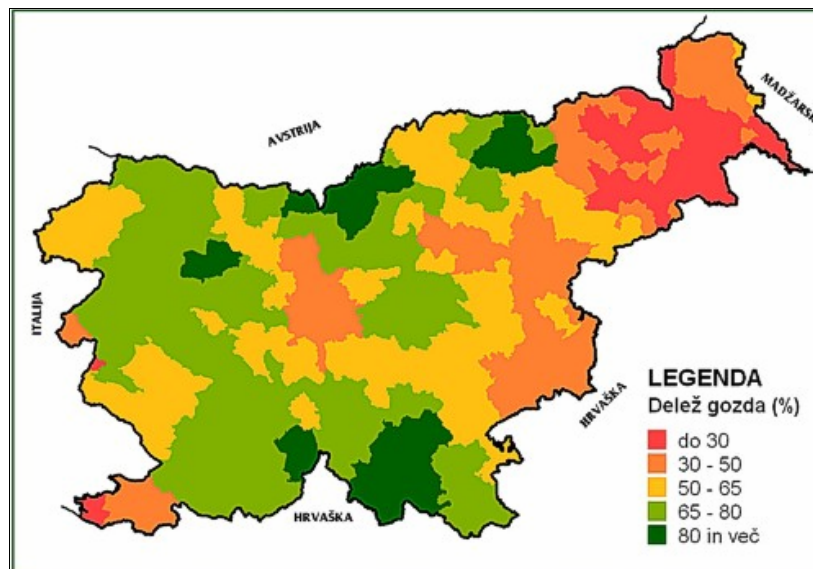 AVSTRIJA
MADŽARSKA
ITALIJA
HRVAŠKA
HRVAŠKA
LEGENDA
Delež gozda (%)
do 30
30 - 50
50 - 65
65 - 80
80 in več